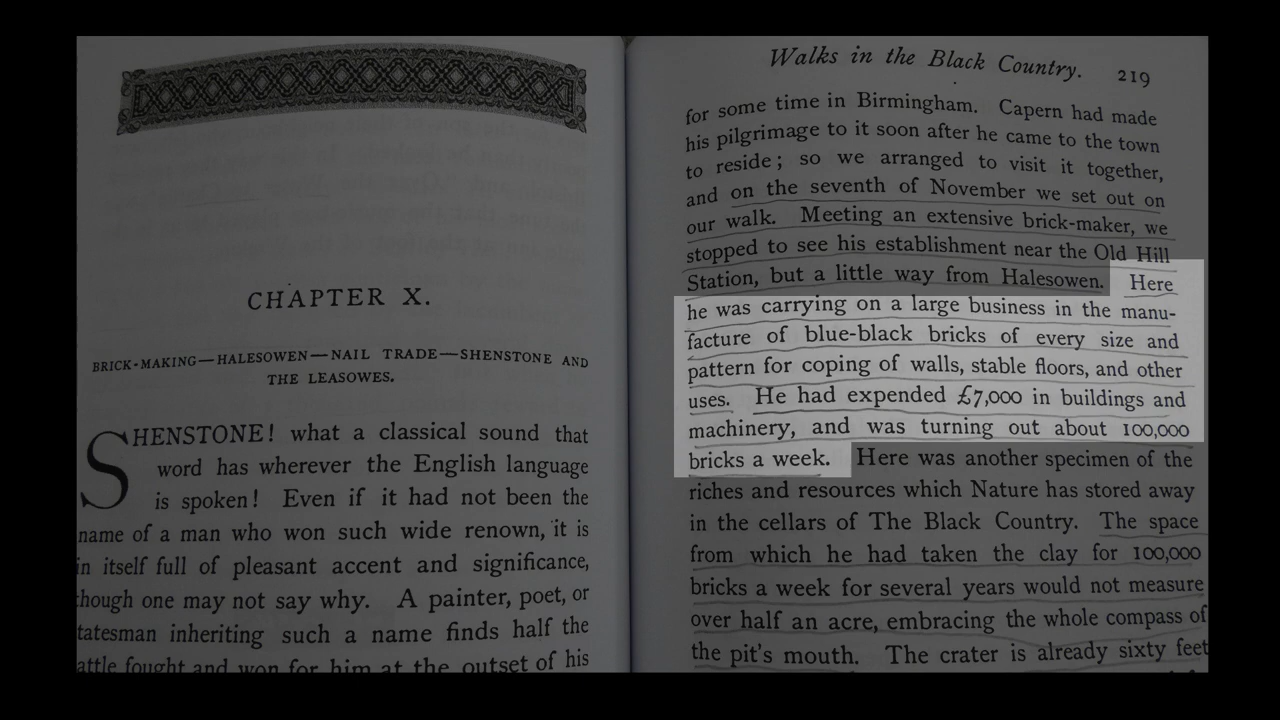 CHAPTER X.
BRICK-MAKING—HALESOWEN—NAIL TRADE—SHENSTONE AND
THE LEASOWES.
SHENSTONE! what a classical sound that
word has wherever the English language
is spoken! Even if it had not been the
name of a man who won such wide renown, it is
in itself full of pleasant accent and significance,
though one may not say why. A painter, poet, or
tatesman inheriting such a name finds half the
attle fought and won for him at the outset of his
Walks in the Black Country. 219
for some time in Birmingham. Capern had made
his pilgrimage to it soon after he came to the town
to reside; so we arranged to visit it together,
and on the seventh of November we set out on
our walk. Meeting an extensive brick-maker, we
stopped to see his establishment near the Old Hill
Station, but a little way from Halesowen. Here
he was carrying on a large business in the manu-
facture of blue-black bricks of every size and
pattern for coping of walls, stable floors, and other
uses. He had expended £7,000 in buildings and
machinery, and was turning out about 100,000
bricks a week. Here was another specimen of the
riches and resources which Nature has stored away
in the cellars of The Black Country. The space
from which he had taken the clay for 100,000
bricks a week for several years would not measure
over half an acre, embracing the whole compass of
the pit's mouth. The crater is already sixty feet